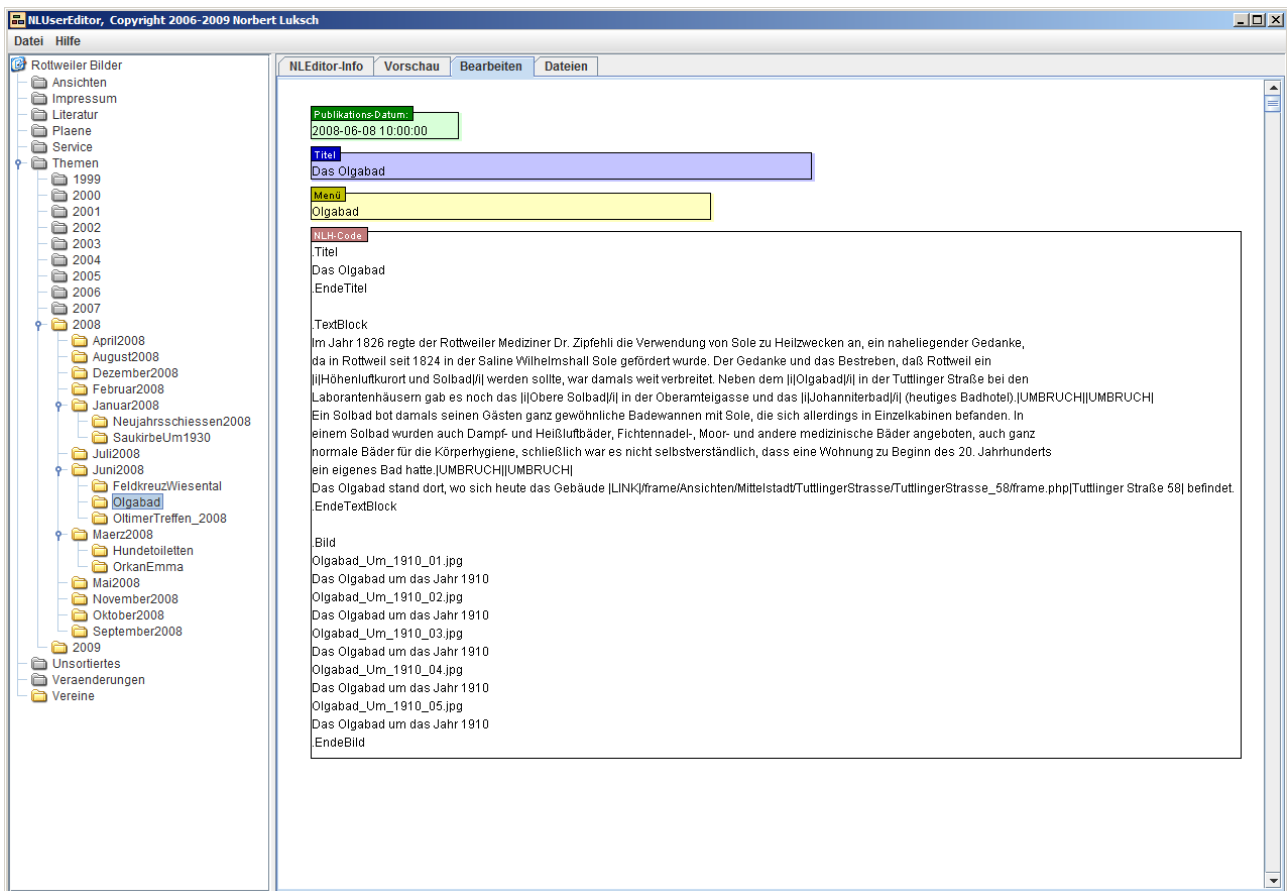 NLUserEditor, Copyright 2006-2009 Norbert Luksch
Datei Hilfe
Rottweiler Bilder
Ansichten
Impressum
Literatur
Plaene
Service
Themen
1999
2000
2001
2002
2003
2004
2005
2006
2007
2008
April2008
August2008
Dezember2008
Februar2008
Januar2008
Neujahrsschiessen2008
SaukirbeUm1930
Juli2008
Juni2008
FeldkreuzWiesental
Olgabad
OltimerTreffen_2008
Maerz2008
Hundetoiletten
OrkanEmma
Mai2008
November2008
Oktober2008
September2008
2009
Unsortiertes
Veraenderungen
Vereine
NLEditor-Info Vorschau Bearbeiten Dateien
Publikations-Datum:
2008-06-08 10:00:00
Titel
Das Olgabad
Menü
Olgabad
NLH-Code
.Titel
Das Olgabad
.EndeTitel
.TextBlock
Im Jahr 1826 regte der Rottweiler Mediziner Dr. Zipfehli die Verwendung von Sole zu Heilzwecken an, ein naheliegender Gedanke,
da in Rottweil seit 1824 in der Saline Wilhelmshall Sole gefördert wurde. Der Gedanke und das Bestreben, daß Rottweil ein
|i|Höhenluftkurort und Solbad|/i| werden sollte, war damals weit verbreitet. Neben dem |i|Olgabad|/i| in der Tuttlinger Straße bei den
Laborantenhäusern gab es noch das |i|Obere Solbad|/i| in der Oberamteigasse und das |i|Johanniterbad|/i| (heutiges Badhotel).|UMBRUCH||UMBRUCH|
Ein Solbad bot damals seinen Gästen ganz gewöhnliche Badewannen mit Sole, die sich allerdings in Einzelkabinen befanden. In
einem Solbad wurden auch Dampf- und Heißluftbäder, Fichtennadel-, Moor- und andere medizinische Bäder angeboten, auch ganz
normale Bäder für die Körperhygiene, schließlich war es nicht selbstverständlich, dass eine Wohnung zu Beginn des 20. Jahrhunderts
ein eigenes Bad hatte.|UMBRUCH||UMBRUCH|
Das Olgabad stand dort, wo sich heute das Gebäude |LINK|/frame/Ansichten/Mittelstadt/TuttlingerStrasse/TuttlingerStrasse_58/frame.php|Tuttlinger Straße 58| befindet.
.EndeTextBlock
.Bild
Olgabad_Um_1910_01.jpg
Das Olgabad um das Jahr 1910
Olgabad_Um_1910_02.jpg
Das Olgabad um das Jahr 1910
Olgabad_Um_1910_03.jpg
Das Olgabad um das Jahr 1910
Olgabad_Um_1910_04.jpg
Das Olgabad um das Jahr 1910
Olgabad_Um_1910_05.jpg
Das Olgabad um das Jahr 1910
.EndeBild